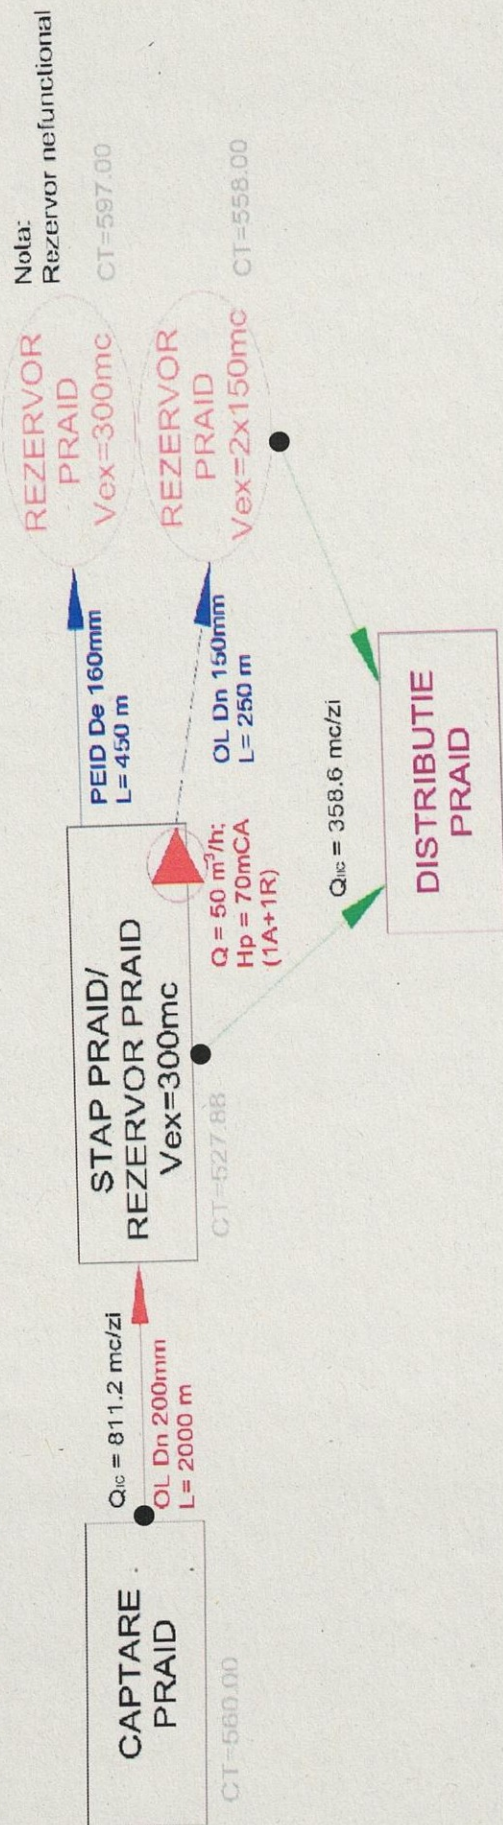 CAPTARE
PRAID
CT=560.00
QIC = 811.2 mc/zi
OL Dn 200mm
L= 2000 m
STAP PRAID/
REZERVOR PRAID
Vex=300mc
CT=527.88
Q = 50 m³/h;
Hp = 70mCA
(1A+1R)
PEID De 160mm
L= 450 m
OL Dn 150mm
L= 250 m
REZERVOR
PRAID
Vex=300mc
Nota:
Rezervor nefunctional
CT=597.00
REZERVOR
PRAID
Vex=2x150mc
CT=558.00
QIIC = 358.6 mc/zi
DISTRIBUTIE
PRAID